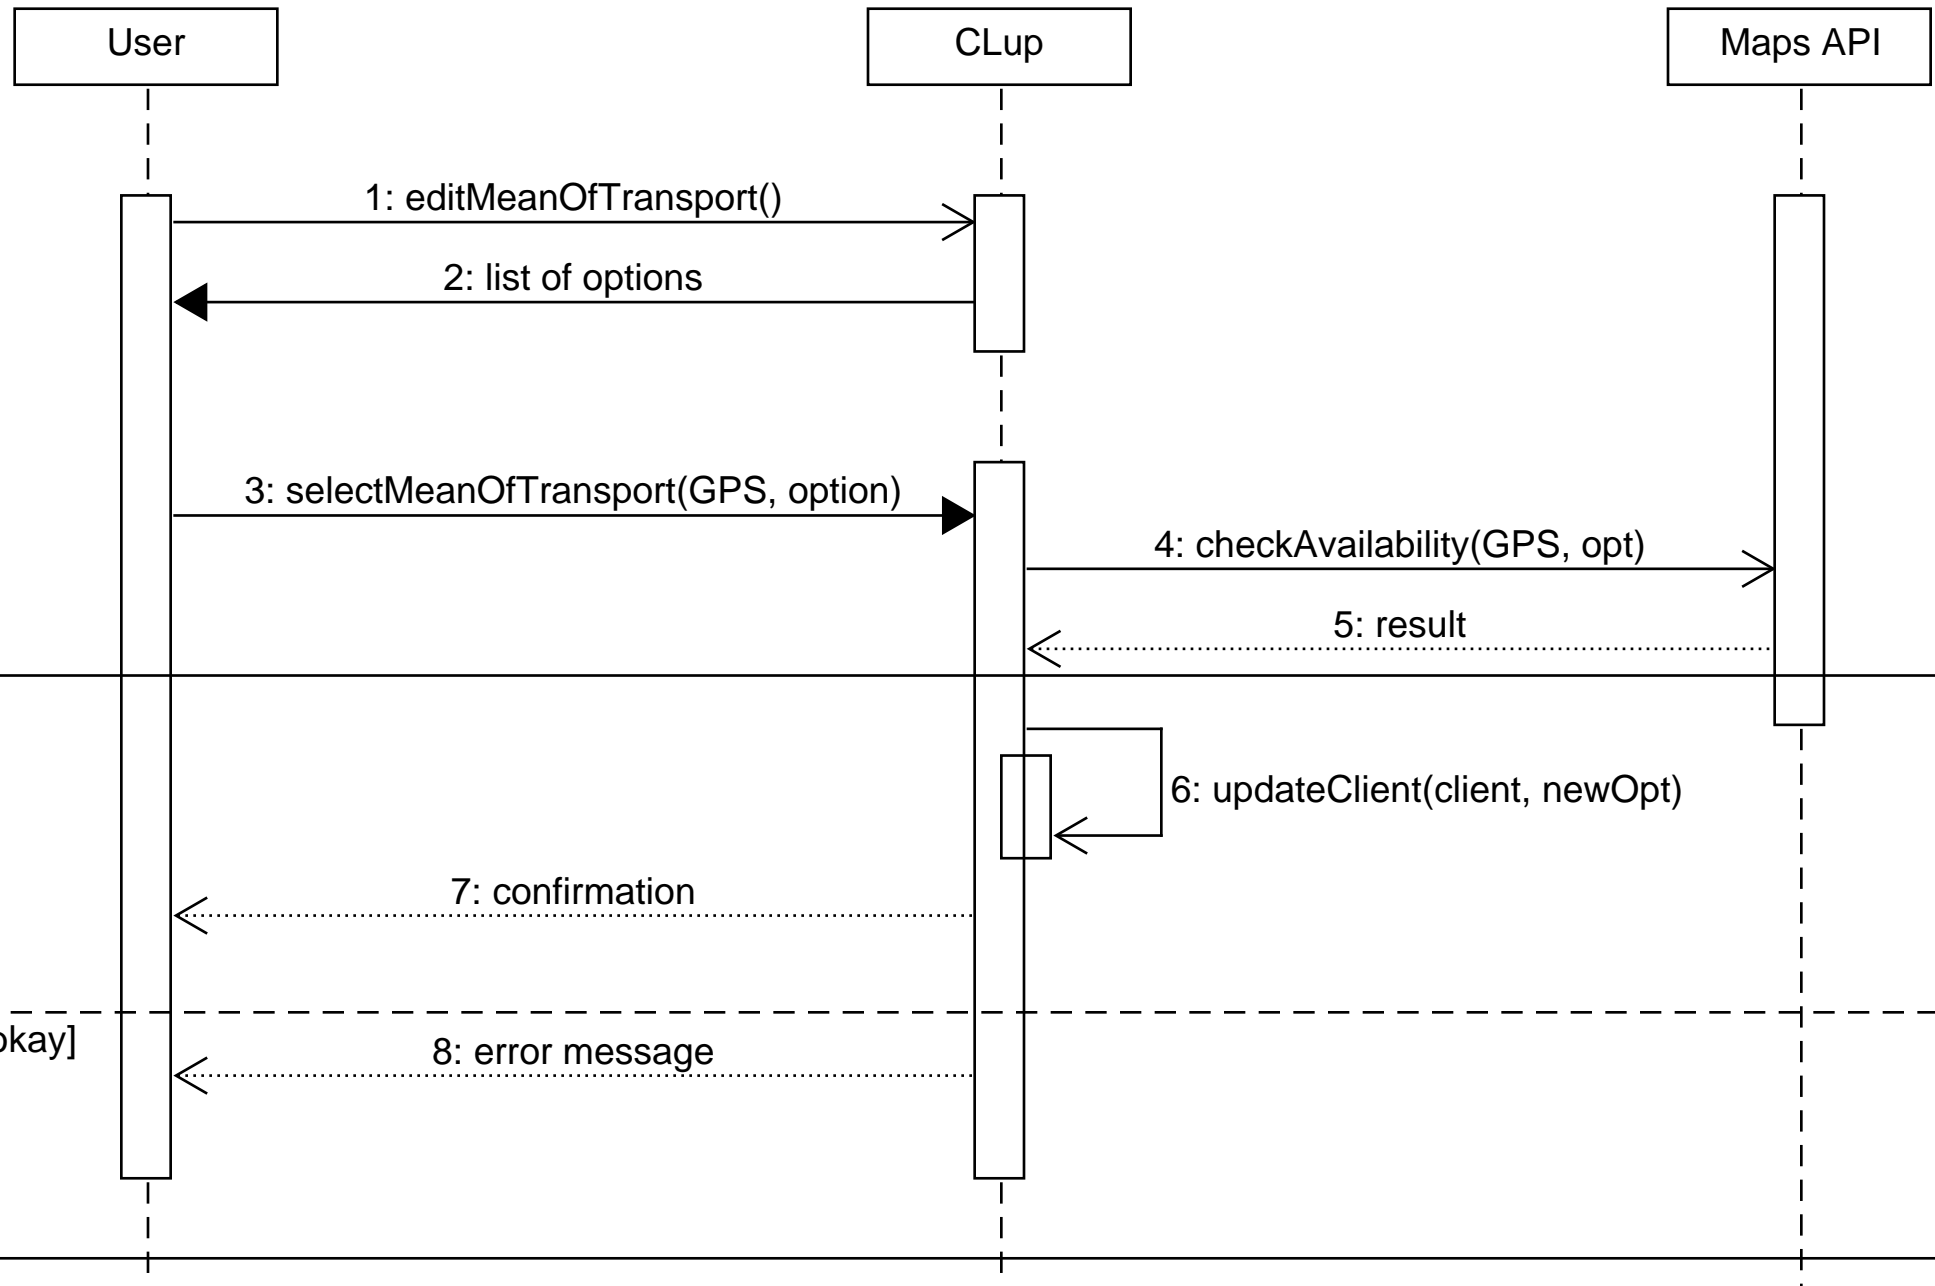 User
CLup
Maps API
1: editMeanOfTransport()
2: list of options
3: selectMeanOfTransport(GPS, option)
4: checkAvailability(GPS, opt)
5: result
6: updateClient(client, newOpt)
7: confirmation
okay]
8: error message